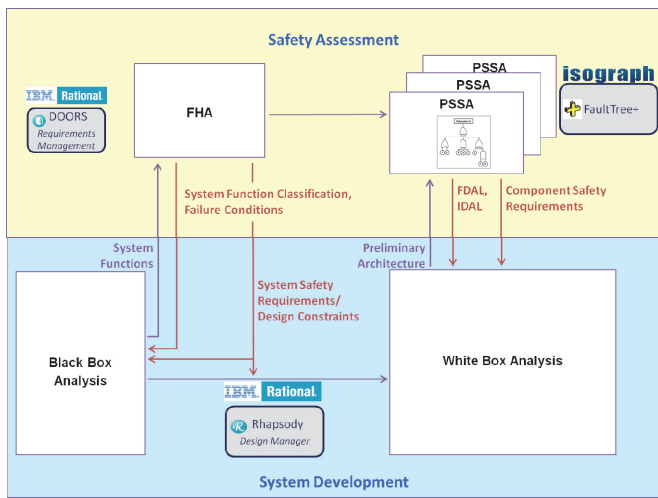 Safety Assessment
IBM. Rational.
DOORS
Requirements
Management
FHA
PSSA
PSSA
PSSA
isograph
FaultTree+
System Function Classification,
Failure Conditions
FDAL,
IDAL
Component Safety
Requirements
System
Functions
Preliminary
Architecture
System Safety
Requirements/
Design Constraints
Black Box
Analysis
White Box Analysis
IBM. Rational.
Rhapsody
Design Manager
System Development